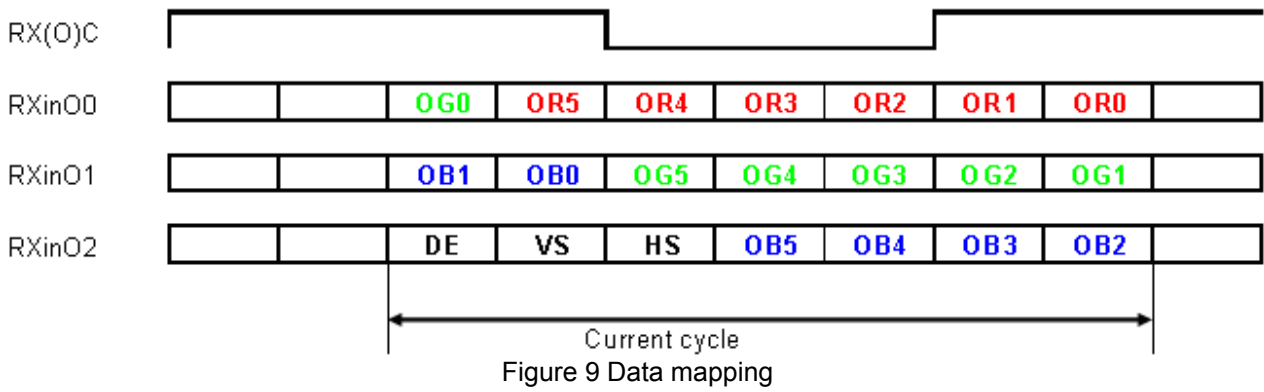 RX(O)C
RXinO0 OG0 OR5 OR4 OR3 OR2 OR1 OR0
RXinO1 OB1 OB0 OG5 OG4 OG3 OG2 OG1
RXinO2 DE VS HS OB5 OB4 OB3 OB2
Current cycle
Figure 9 Data mapping